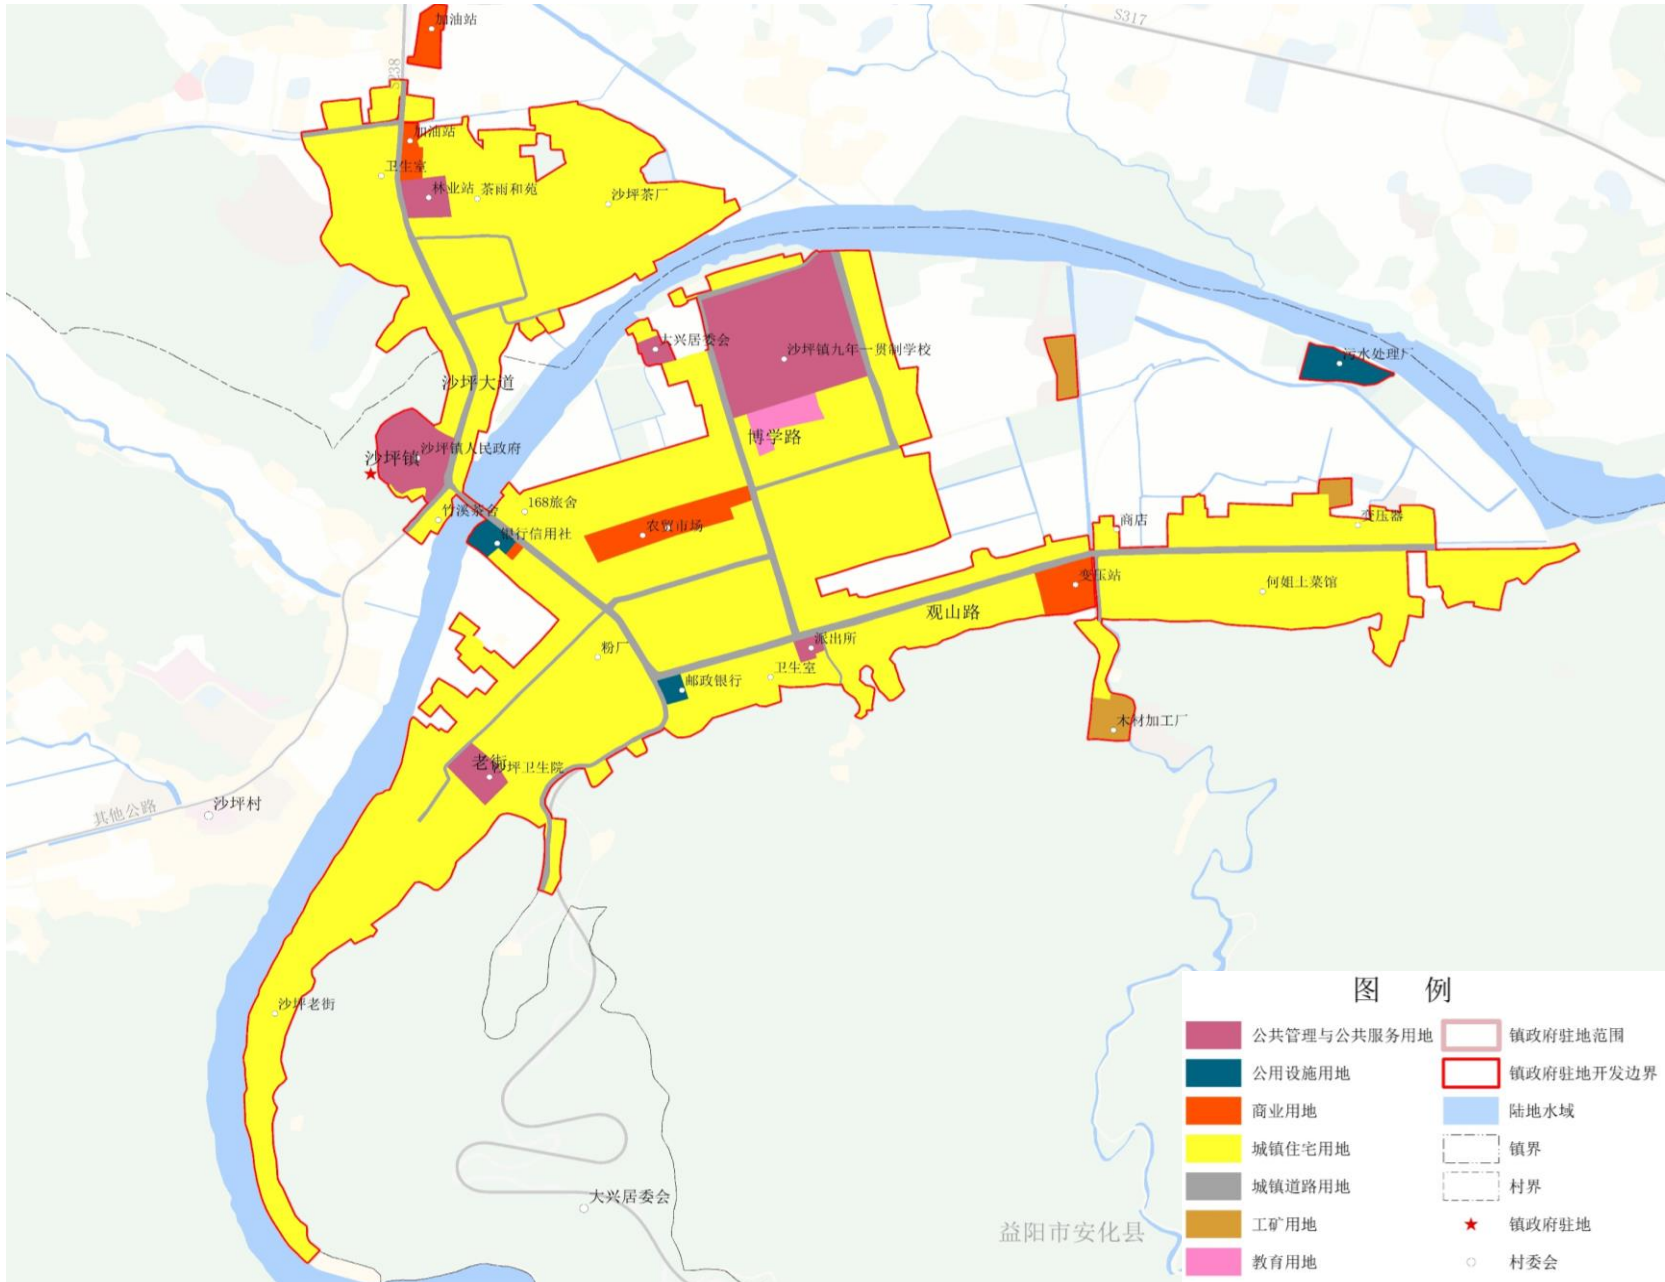 加油站
S317
S238
加油站
卫生室
林业站
茶雨和苑
沙坪茶厂
大兴居委会
沙坪镇九年一贯制学校
污水处理厂
沙坪大道
博学路
沙坪镇人民政府
沙坪镇
168旅舍
竹溪茶舍
农贸市场
银行信用社
商店
变压器
变压站
何姐土菜馆
观山路
派出所
粉厂
卫生室
邮政银行
木材加工厂
老街
沙坪卫生院
沙坪村
其他公路
沙坪老街
大兴居委会
益阳市安化县
图 例
公共管理与公共服务用地
镇政府驻地范围
公用设施用地
镇政府驻地开发边界
商业用地
陆地水域
城镇住宅用地
镇界
城镇道路用地
村界
工矿用地
镇政府驻地
教育用地
村委会